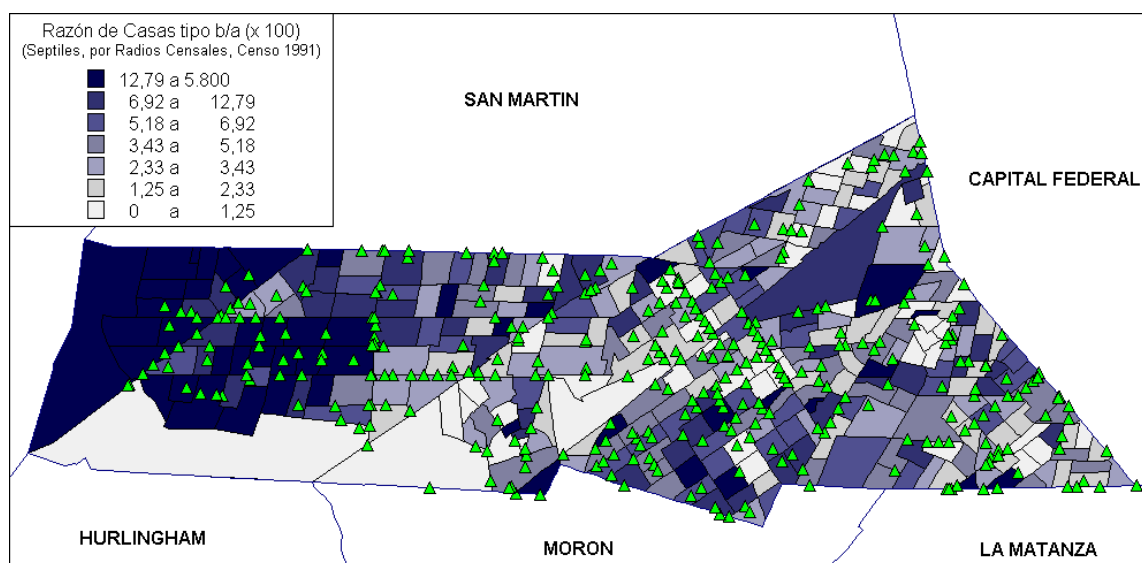 Razón de Casas tipo b/a (x 100)
(Septiles, por Radios Censales, Censo 1991)
12,79 a 5.800
6,92 a 12,79
5,18 a 6,92
3,43 a 5,18
2,33 a 3,43
1,25 a 2,33
0 a 1,25
SAN MARTIN
CAPITAL FEDERAL
HURLINGHAM
MORON
LA MATANZA